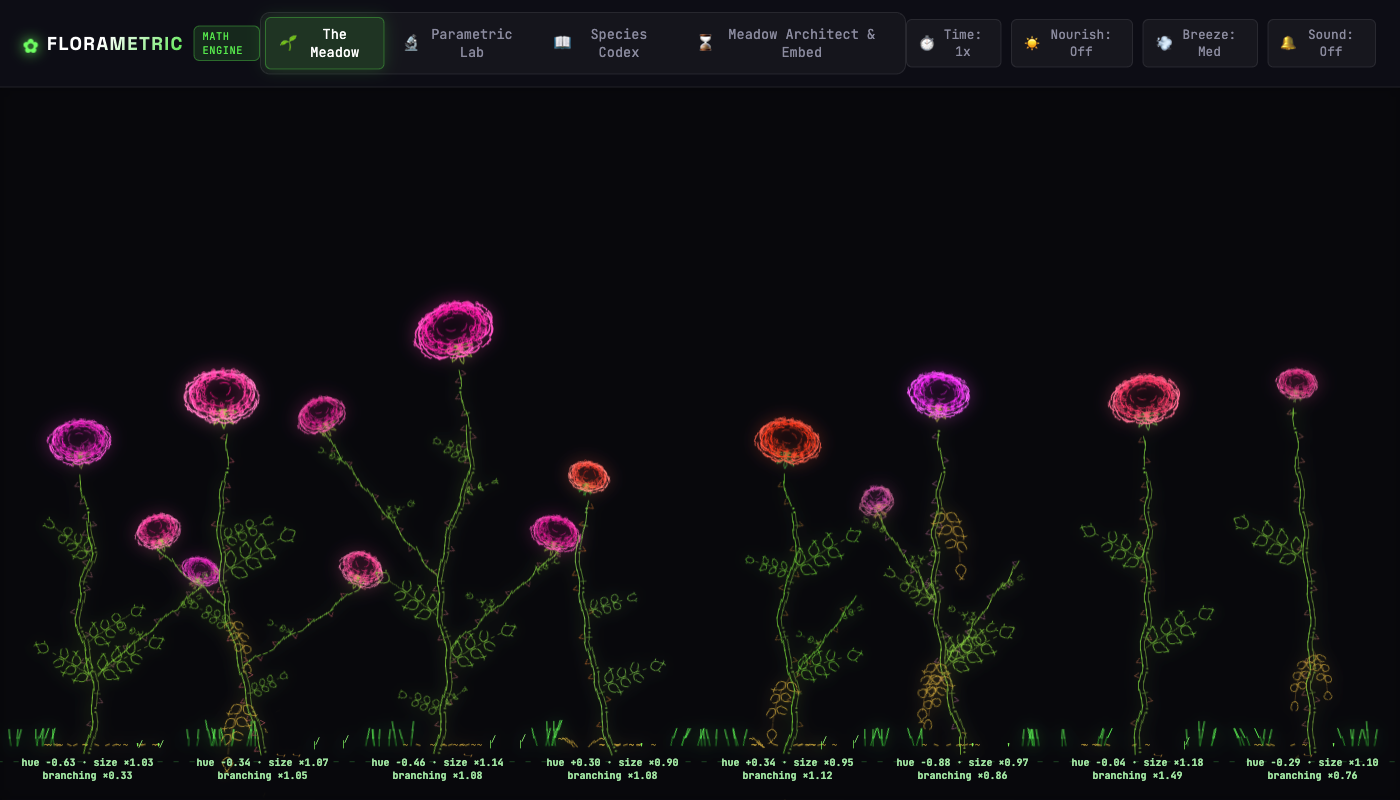 FLORAMETRIC
MATH
ENGINE
The
Meadow
Parametric
Lab
Species
Codex
Meadow Architect &
Embed
Time:
1x
Nourish:
Off
Breeze:
Med
Sound:
Off
hue -0.63 · size ×1.03
branching ×0.33
hue -0.34 · size ×1.07
branching ×1.05
hue -0.46 · size ×1.14
branching ×1.08
hue +0.30 · size ×0.90
branching ×1.08
hue +0.34 · size ×0.95
branching ×1.12
hue -0.88 · size ×0.97
branching ×0.86
hue -0.04 · size ×1.18
branching ×1.49
hue -0.29 · size ×1.10
branching ×0.76